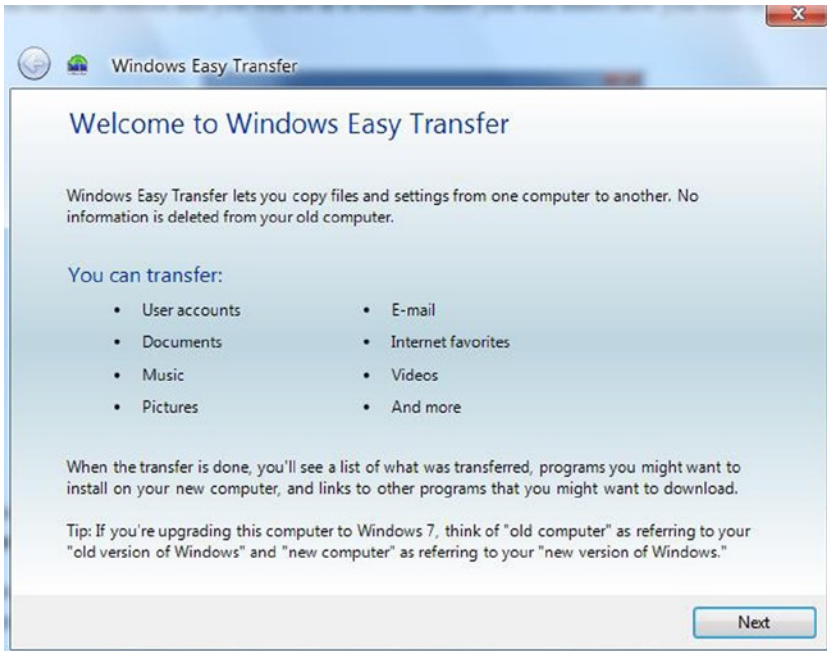 Windows Easy Transfer
Welcome to Windows Easy Transfer
Windows Easy Transfer lets you copy files and settings from one computer to another. No
information is deleted from your old computer.
You can transfer:
• User accounts
• Documents
• Music
• Pictures
• E-mail
• Internet favorites
• Videos
• And more
When the transfer is done, you'll see a list of what was transferred, programs you might want to
install on your new computer, and links to other programs that you might want to download.
Tip: If you're upgrading this computer to Windows 7, think of "old computer" as referring to your
"old version of Windows" and "new computer" as referring to your "new version of Windows."
Next